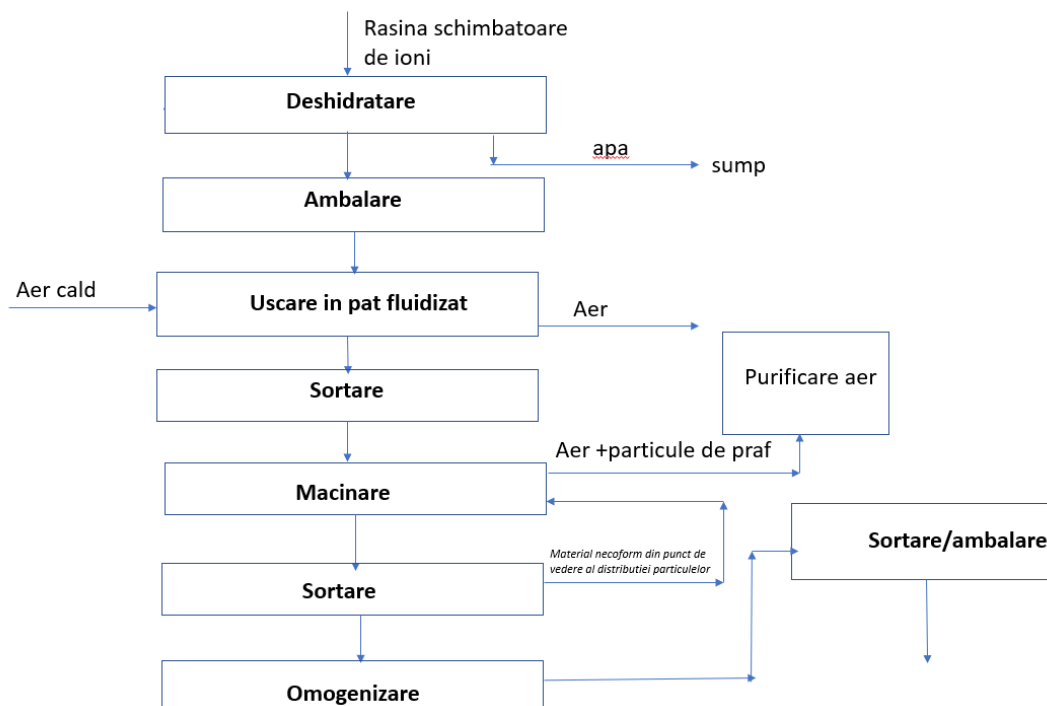 Rasina schimbatoare
de ioni
Deshidratare
apa
sump
Ambalare
Aer cald
Uscare in pat fluidizat
Aer
Purificare aer
Sortare
Aer +particule de praf
Macinare
Sortare/ambalare
Material necoform din punct de
vedere al distributiei particulelor
Sortare
Omogenizare